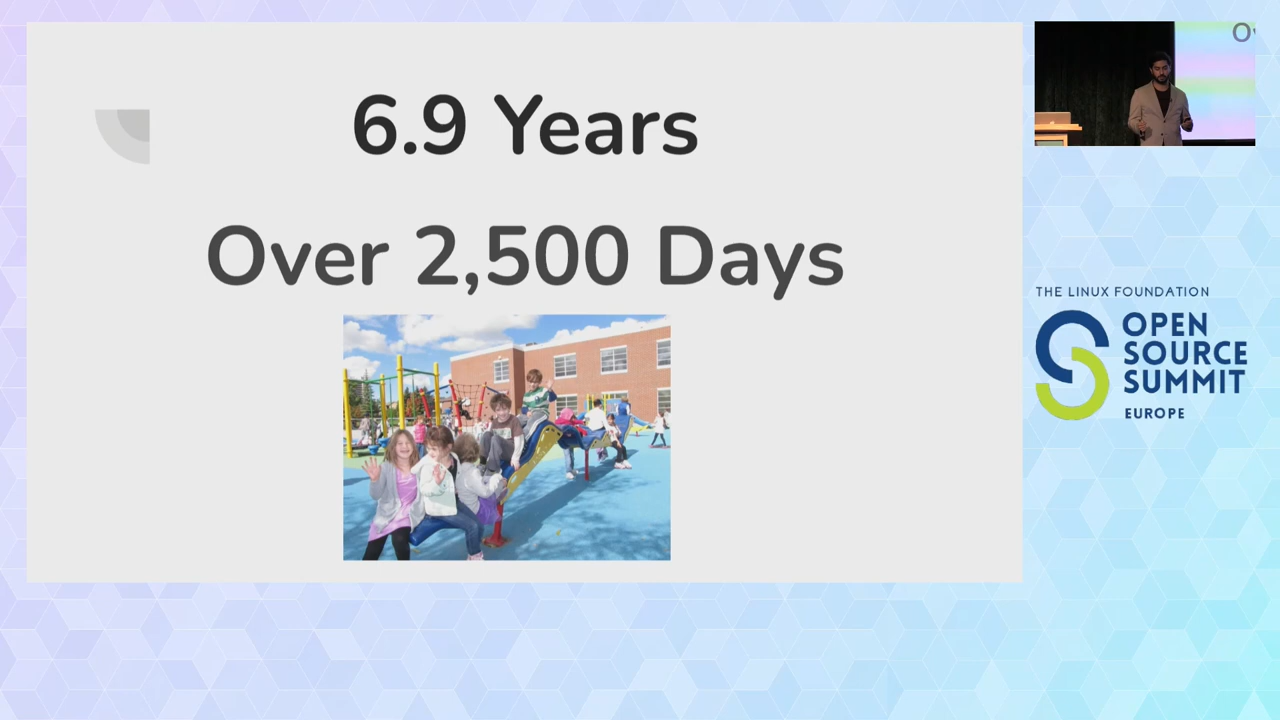 6.9 Years
Over 2,500 Days
THE LINUX FOUNDATION
OPEN
SOURCE
SUMMIT
EUROPE